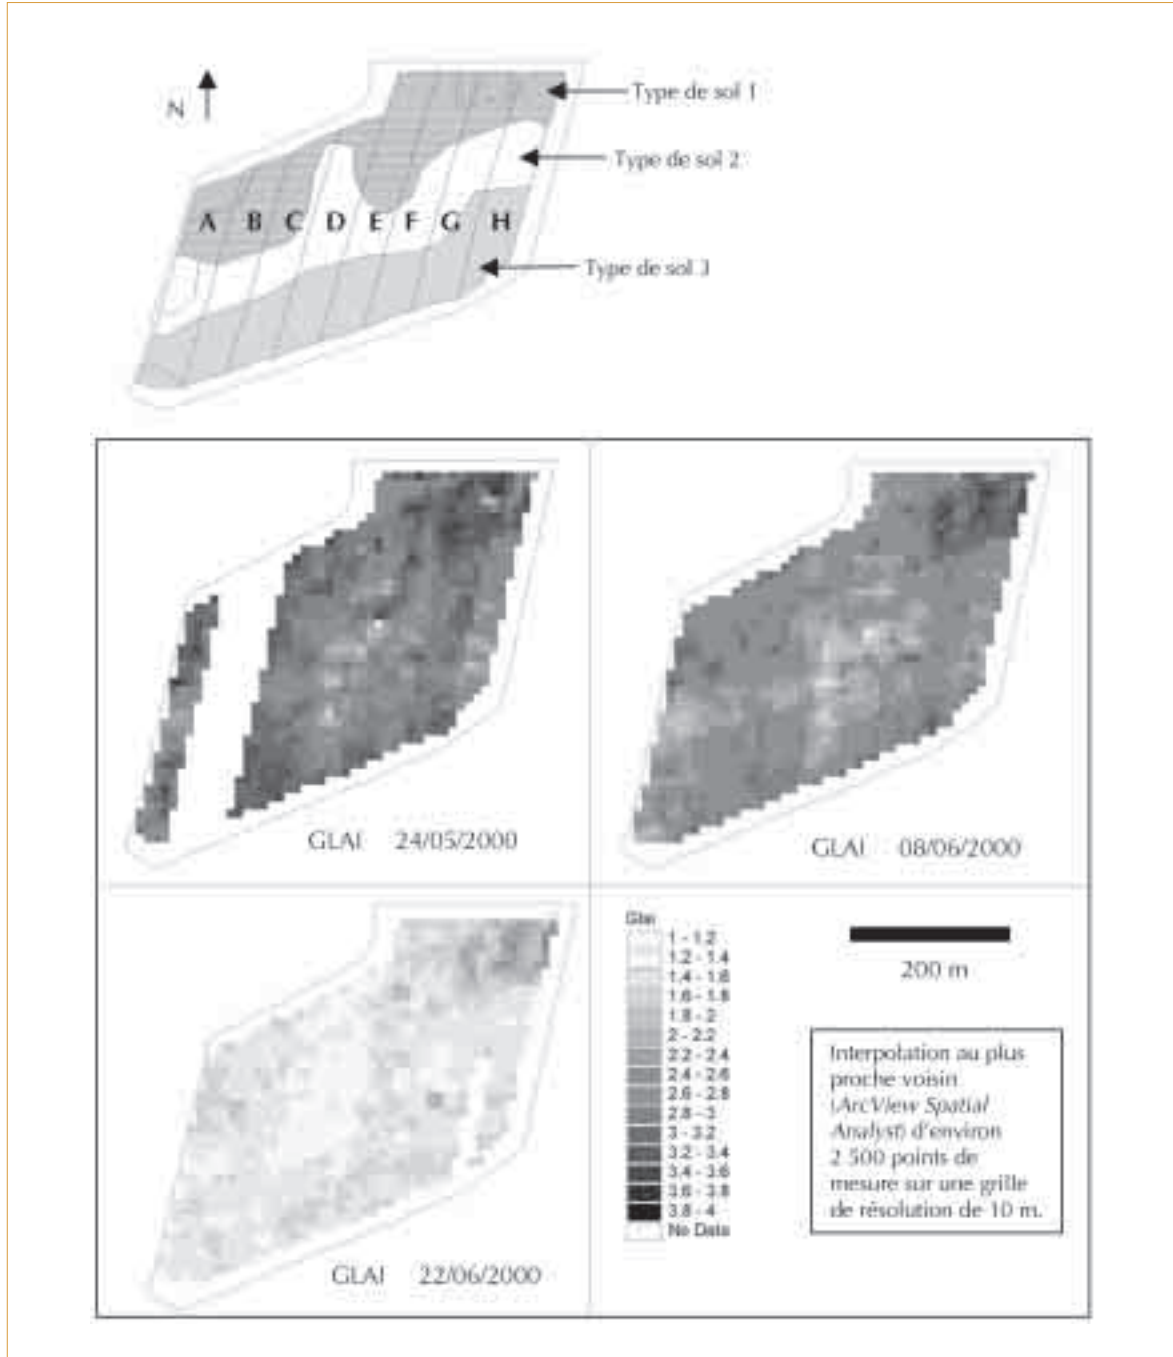 N
Type de sol 1
Type de sol 2
A B C D E F G H
Type de sol 3
GLAI 24/05/2000
GLAI 08/06/2000
GLAI 22/06/2000
Glai
1 - 1.2
1.2 - 1.4
1.4 - 1.6
1.6 - 1.8
1.8 - 2
2 - 2.2
2.2 - 2.4
2.4 - 2.6
2.6 - 2.8
2.8 - 3
3 - 3.2
3.2 - 3.4
3.4 - 3.6
3.6 - 3.8
3.8 - 4
No Data
200 m
Interpolation au plus
proche voisin
(ArcView Spatial
Analyst) d'environ
2 500 points de
mesure sur une grille
de résolution de 10 m.